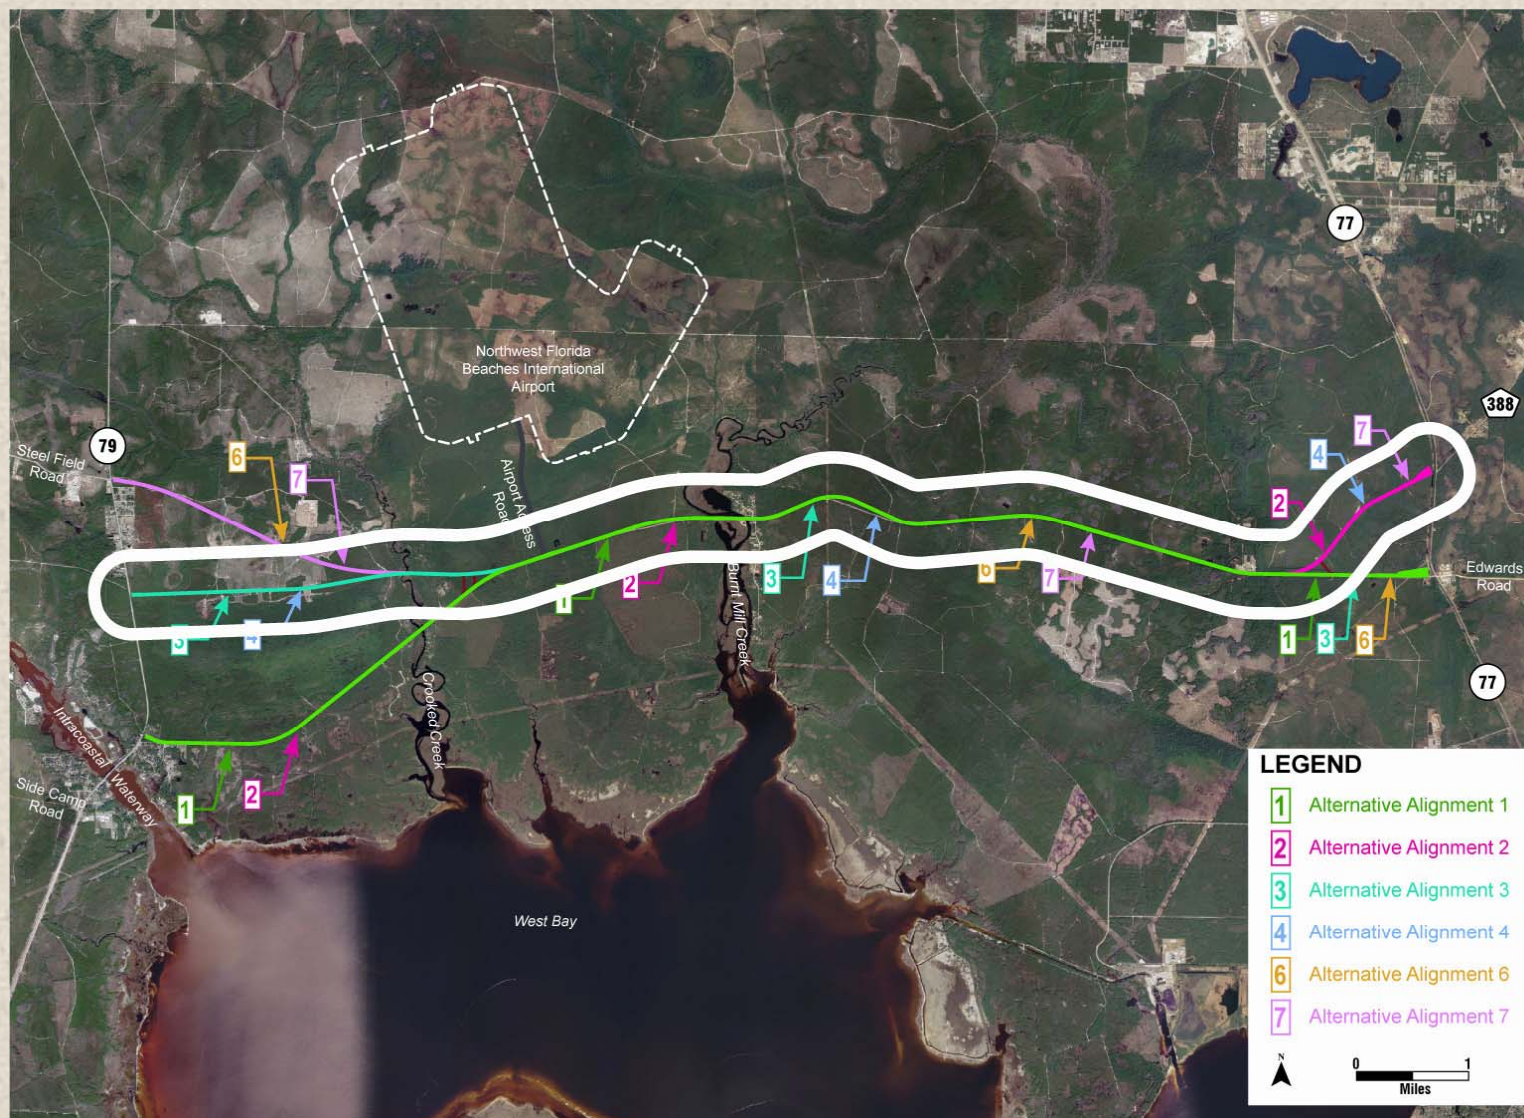 77
388
79
Steel Field
Road
Northwest Florida
Beaches International
Airport
Airport Access
Road
6
7
7
4
2
3
4
1
2
3
4
6
7
1
3
6
Edwards
Road
77
Burnt Mill Creek
Crooked Creek
Intracoastal Waterway
Side Camp
Road
1
2
West Bay
LEGEND
1 Alternative Alignment 1
2 Alternative Alignment 2
3 Alternative Alignment 3
4 Alternative Alignment 4
6 Alternative Alignment 6
7 Alternative Alignment 7
N
0 1
Miles